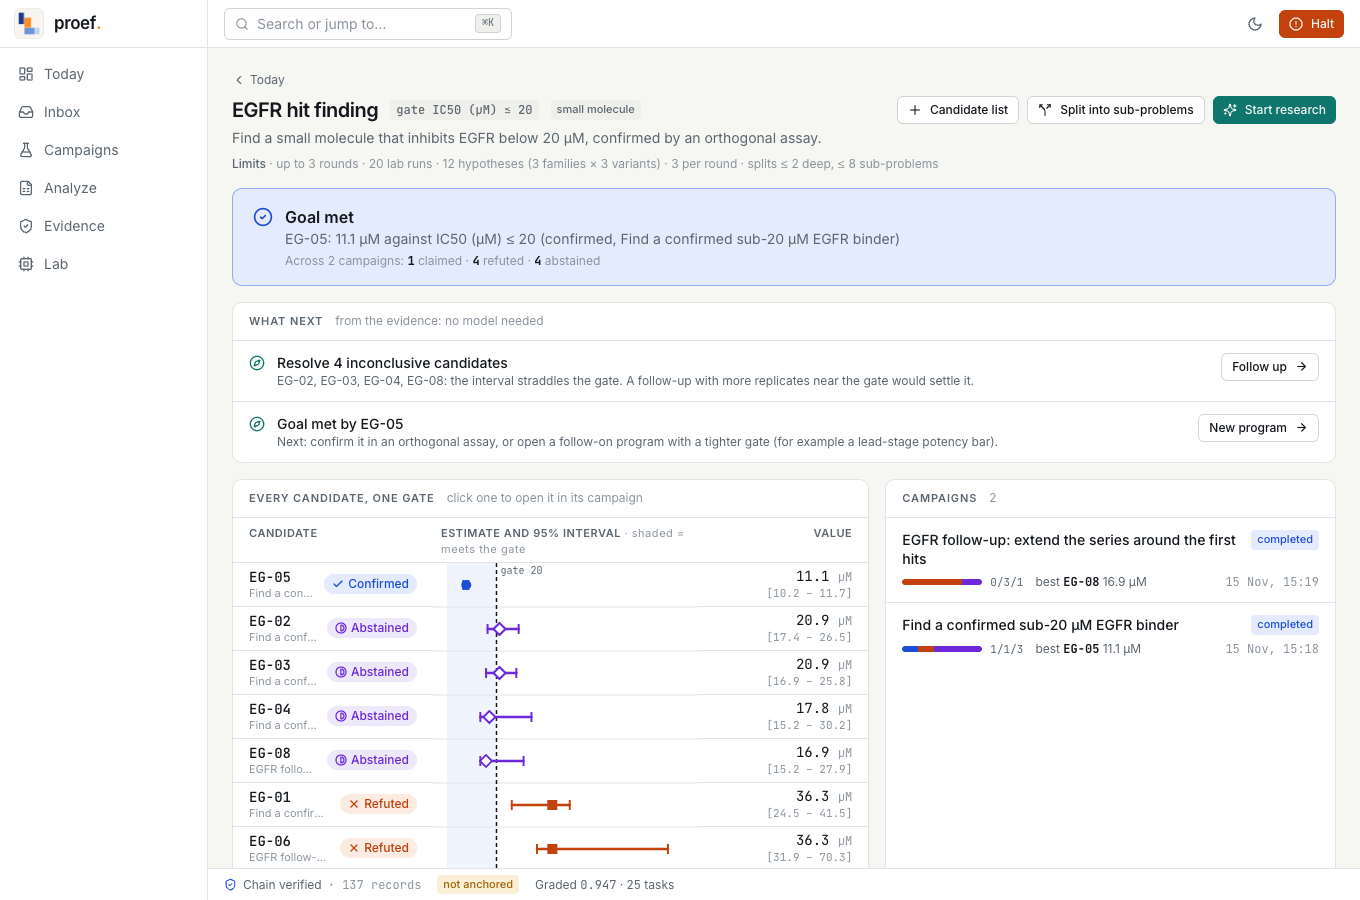 proef.
Search or jump to...
⌘K
Halt
Today
Inbox
Campaigns
Analyze
Evidence
Lab
Today
EGFR hit finding
gate IC50 (µM) ≤ 20
small molecule
Candidate list
Split into sub-problems
Start research
Find a small molecule that inhibits EGFR below 20 µM, confirmed by an orthogonal assay.
Limits · up to 3 rounds · 20 lab runs · 12 hypotheses (3 families × 3 variants) · 3 per round · splits ≤ 2 deep, ≤ 8 sub-problems
Goal met
EG-05: 11.1 µM against IC50 (µM) ≤ 20 (confirmed, Find a confirmed sub-20 µM EGFR binder)
Across 2 campaigns: 1 claimed · 4 refuted · 4 abstained
WHAT NEXT from the evidence: no model needed
Resolve 4 inconclusive candidates
EG-02, EG-03, EG-04, EG-08: the interval straddles the gate. A follow-up with more replicates near the gate would settle it.
Follow up
Goal met by EG-05
Next: confirm it in an orthogonal assay, or open a follow-on program with a tighter gate (for example a lead-stage potency bar).
New program
EVERY CANDIDATE, ONE GATE click one to open it in its campaign
CANDIDATE
ESTIMATE AND 95% INTERVAL · shaded =
meets the gate
VALUE
gate 20
EG-05
Find a con...
Confirmed
11.1 µM
[10.2 – 11.7]
EG-02
Find a conf...
Abstained
20.9 µM
[17.4 – 26.5]
EG-03
Find a conf...
Abstained
20.9 µM
[16.9 – 25.8]
EG-04
Find a conf...
Abstained
17.8 µM
[15.2 – 30.2]
EG-08
EGFR follo...
Abstained
16.9 µM
[15.2 – 27.9]
EG-01
Find a confir...
Refuted
36.3 µM
[24.5 – 41.5]
EG-06
EGFR follow-...
Refuted
36.3 µM
[31.9 – 70.3]
CAMPAIGNS 2
EGFR follow-up: extend the series around the first
hits
completed
0/3/1 best EG-08 16.9 µM
15 Nov, 15:19
Find a confirmed sub-20 µM EGFR binder
completed
1/1/3 best EG-05 11.1 µM
15 Nov, 15:18
Chain verified · 137 records
not anchored
Graded 0.947 · 25 tasks